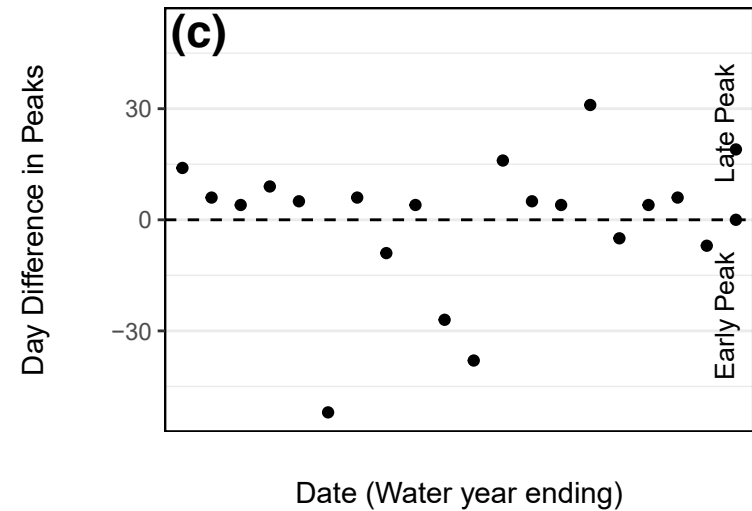 (c)
Day Difference in Peaks
30
0
−30
Late Peak
Early Peak
Date (Water year ending)